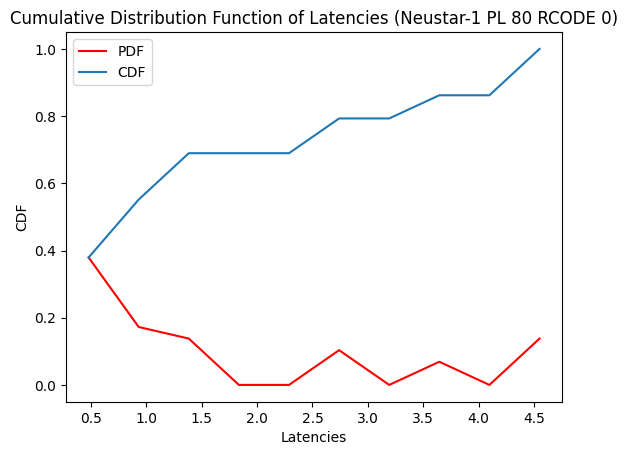 Cumulative Distribution Function of Latencies (Neustar-1 PL 80 RCODE 0)
PDF
CDF
1.0
0.8
0.6
0.4
0.2
0.0
CDF
0.5 1.0 1.5 2.0 2.5 3.0 3.5 4.0 4.5
Latencies